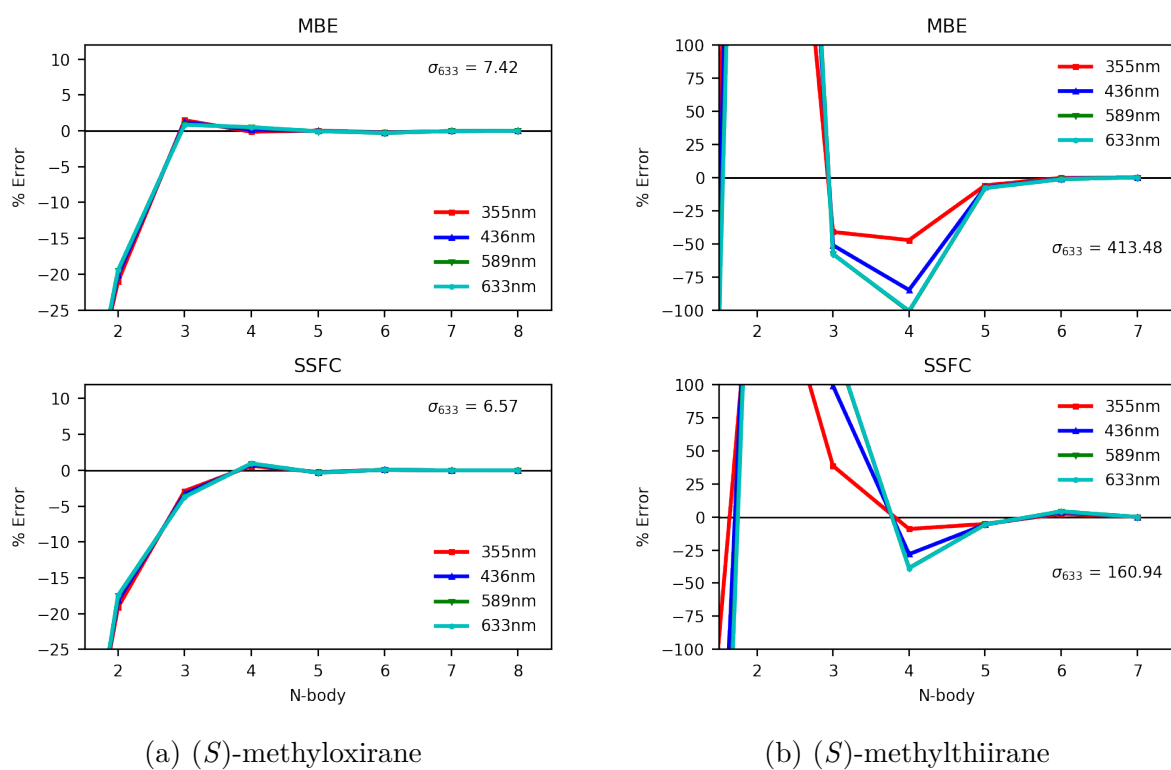 MBE
10
5
0
−5
−10
−15
−20
−25
% Error
σ633 = 7.42
355nm
436nm
589nm
633nm
2 3 4 5 6 7 8
SSFC
10
5
0
−5
−10
−15
−20
−25
% Error
σ633 = 6.57
355nm
436nm
589nm
633nm
2 3 4 5 6 7 8
N-body
(a) (S)-methyloxirane
MBE
100
75
50
25
0
−25
−50
−75
−100
% Error
355nm
436nm
589nm
633nm
σ633 = 413.48
2 3 4 5 6 7
SSFC
100
75
50
25
0
−25
−50
−75
−100
% Error
355nm
436nm
589nm
633nm
σ633 = 160.94
2 3 4 5 6 7
N-body
(b) (S)-methylthiirane